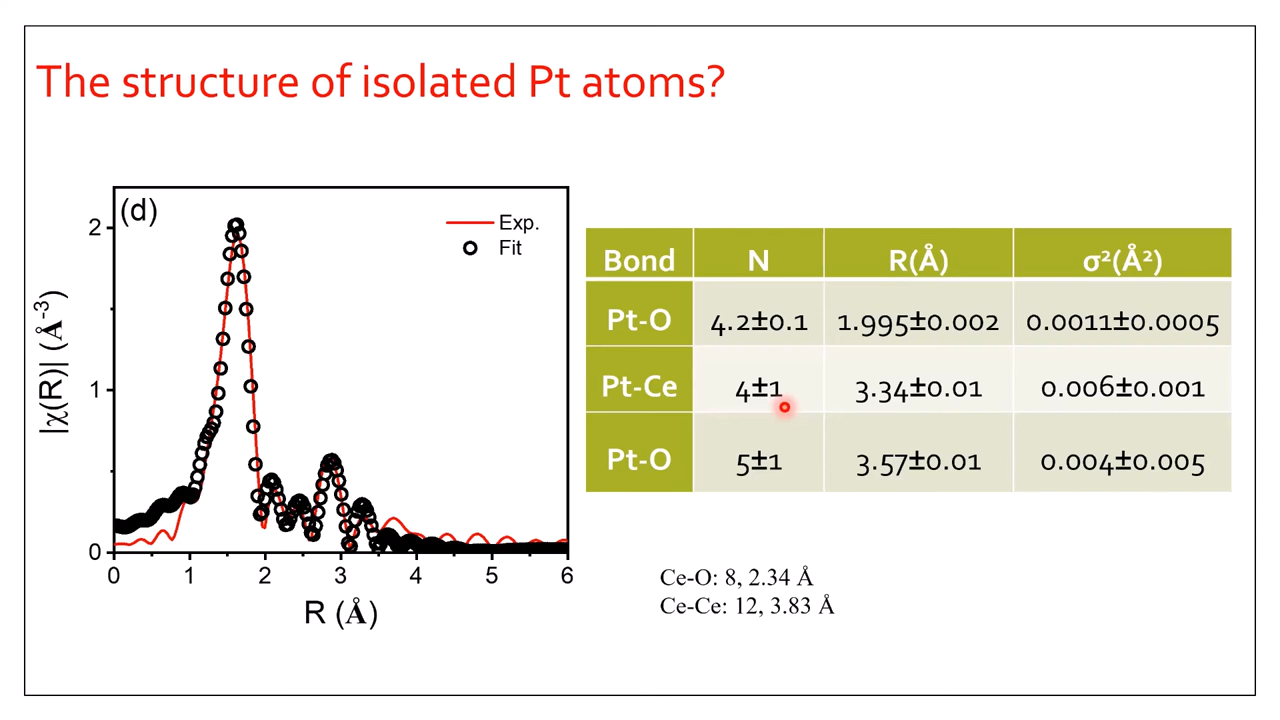 The structure of isolated Pt atoms?
(d)
Exp.
Fit
2
1
0
|χ(R)| (Å⁻³)
0 1 2 3 4 5 6
R (Å)
Bond N R(Å) σ²(Å²)
Pt-O 4.2±0.1 1.995±0.002 0.0011±0.0005
Pt-Ce 4±1 3.34±0.01 0.006±0.001
Pt-O 5±1 3.57±0.01 0.004±0.005
Ce-O: 8, 2.34 Å
Ce-Ce: 12, 3.83 Å